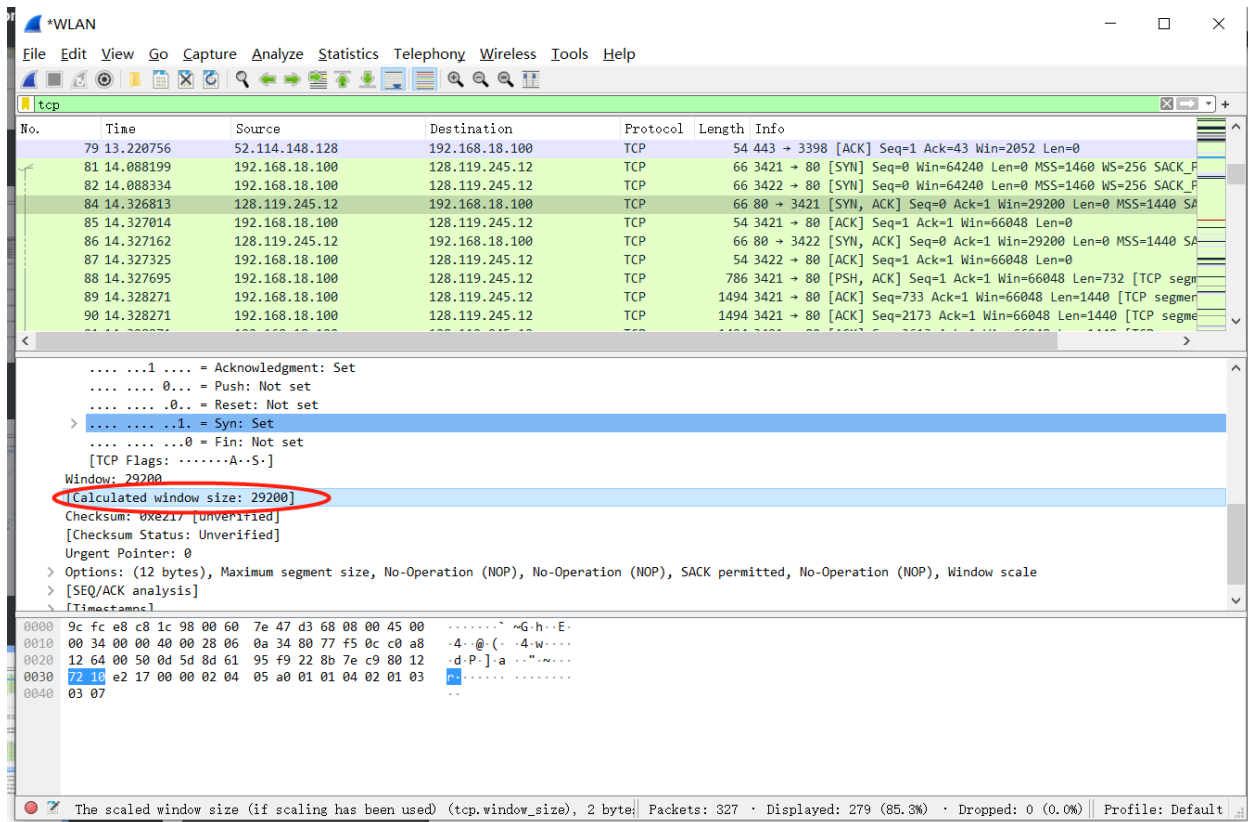 *WLAN
File Edit View Go Capture Analyze Statistics Telephony Wireless Tools Help
tcp
No. Time Source Destination Protocol Length Info
79 13.220756 52.114.148.128 192.168.18.100 TCP 54 443 → 3398 [ACK] Seq=1 Ack=43 Win=2052 Len=0
81 14.088199 192.168.18.100 128.119.245.12 TCP 66 3421 → 80 [SYN] Seq=0 Win=64240 Len=0 MSS=1460 WS=256 SACK_P
82 14.088334 192.168.18.100 128.119.245.12 TCP 66 3422 → 80 [SYN] Seq=0 Win=64240 Len=0 MSS=1460 WS=256 SACK_P
84 14.326813 128.119.245.12 192.168.18.100 TCP 66 80 → 3421 [SYN, ACK] Seq=0 Ack=1 Win=29200 Len=0 MSS=1440 SA
85 14.327014 192.168.18.100 128.119.245.12 TCP 54 3421 → 80 [ACK] Seq=1 Ack=1 Win=66048 Len=0
86 14.327162 128.119.245.12 192.168.18.100 TCP 66 80 → 3422 [SYN, ACK] Seq=0 Ack=1 Win=29200 Len=0 MSS=1440 SA
87 14.327325 192.168.18.100 128.119.245.12 TCP 54 3422 → 80 [ACK] Seq=1 Ack=1 Win=66048 Len=0
88 14.327695 192.168.18.100 128.119.245.12 TCP 786 3421 → 80 [PSH, ACK] Seq=1 Ack=1 Win=66048 Len=732 [TCP segm
89 14.328271 192.168.18.100 128.119.245.12 TCP 1494 3421 → 80 [ACK] Seq=733 Ack=1 Win=66048 Len=1440 [TCP segmen
90 14.328271 192.168.18.100 128.119.245.12 TCP 1494 3421 → 80 [ACK] Seq=2173 Ack=1 Win=66048 Len=1440 [TCP segme
.... ...1 .... = Acknowledgment: Set
.... .... 0... = Push: Not set
.... .... .0.. = Reset: Not set
.... .... ..1. = Syn: Set
.... .... ...0 = Fin: Not set
[TCP Flags: ·······A··S·]
Window: 29200
[Calculated window size: 29200]
Checksum: 0xe217 [unverified]
[Checksum Status: Unverified]
Urgent Pointer: 0
Options: (12 bytes), Maximum segment size, No-Operation (NOP), No-Operation (NOP), SACK permitted, No-Operation (NOP), Window scale
[SEQ/ACK analysis]
[Timestamps]
0000 9c fc e8 c8 1c 98 00 60 7e 47 d3 68 08 00 45 00 ·······` ~G·h··E·
0010 00 34 00 00 40 00 28 06 0a 34 80 77 f5 0c c0 a8 ·4··@·(· ·4·w····
0020 12 64 00 50 0d 5d 8d 61 95 f9 22 8b 7e c9 80 12 ·d·P·]·a ··"·~···
0030 72 10 e2 17 00 00 02 04 05 a0 01 01 04 02 01 03 r······· ········
0040 03 07 ··
The scaled window size (if scaling has been used) (tcp.window_size), 2 byte Packets: 327 · Displayed: 279 (85.3%) · Dropped: 0 (0.0%) Profile: Default